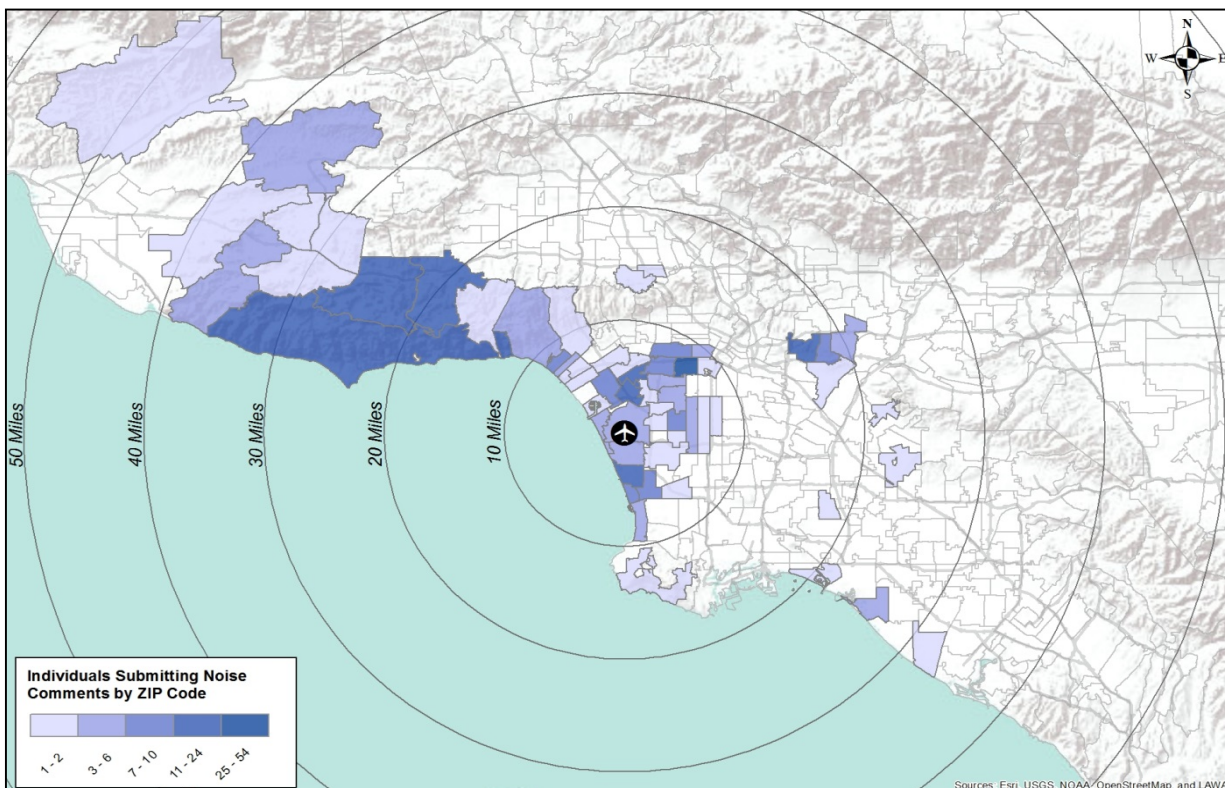 N
W E
S
50 Miles
40 Miles
30 Miles
20 Miles
10 Miles
Individuals Submitting Noise
Comments by ZIP Code
1 - 2
3 - 6
7 - 10
11 - 24
25 - 54
Sources: Esri, USGS, NOAA, OpenStreetMap, and LAWA